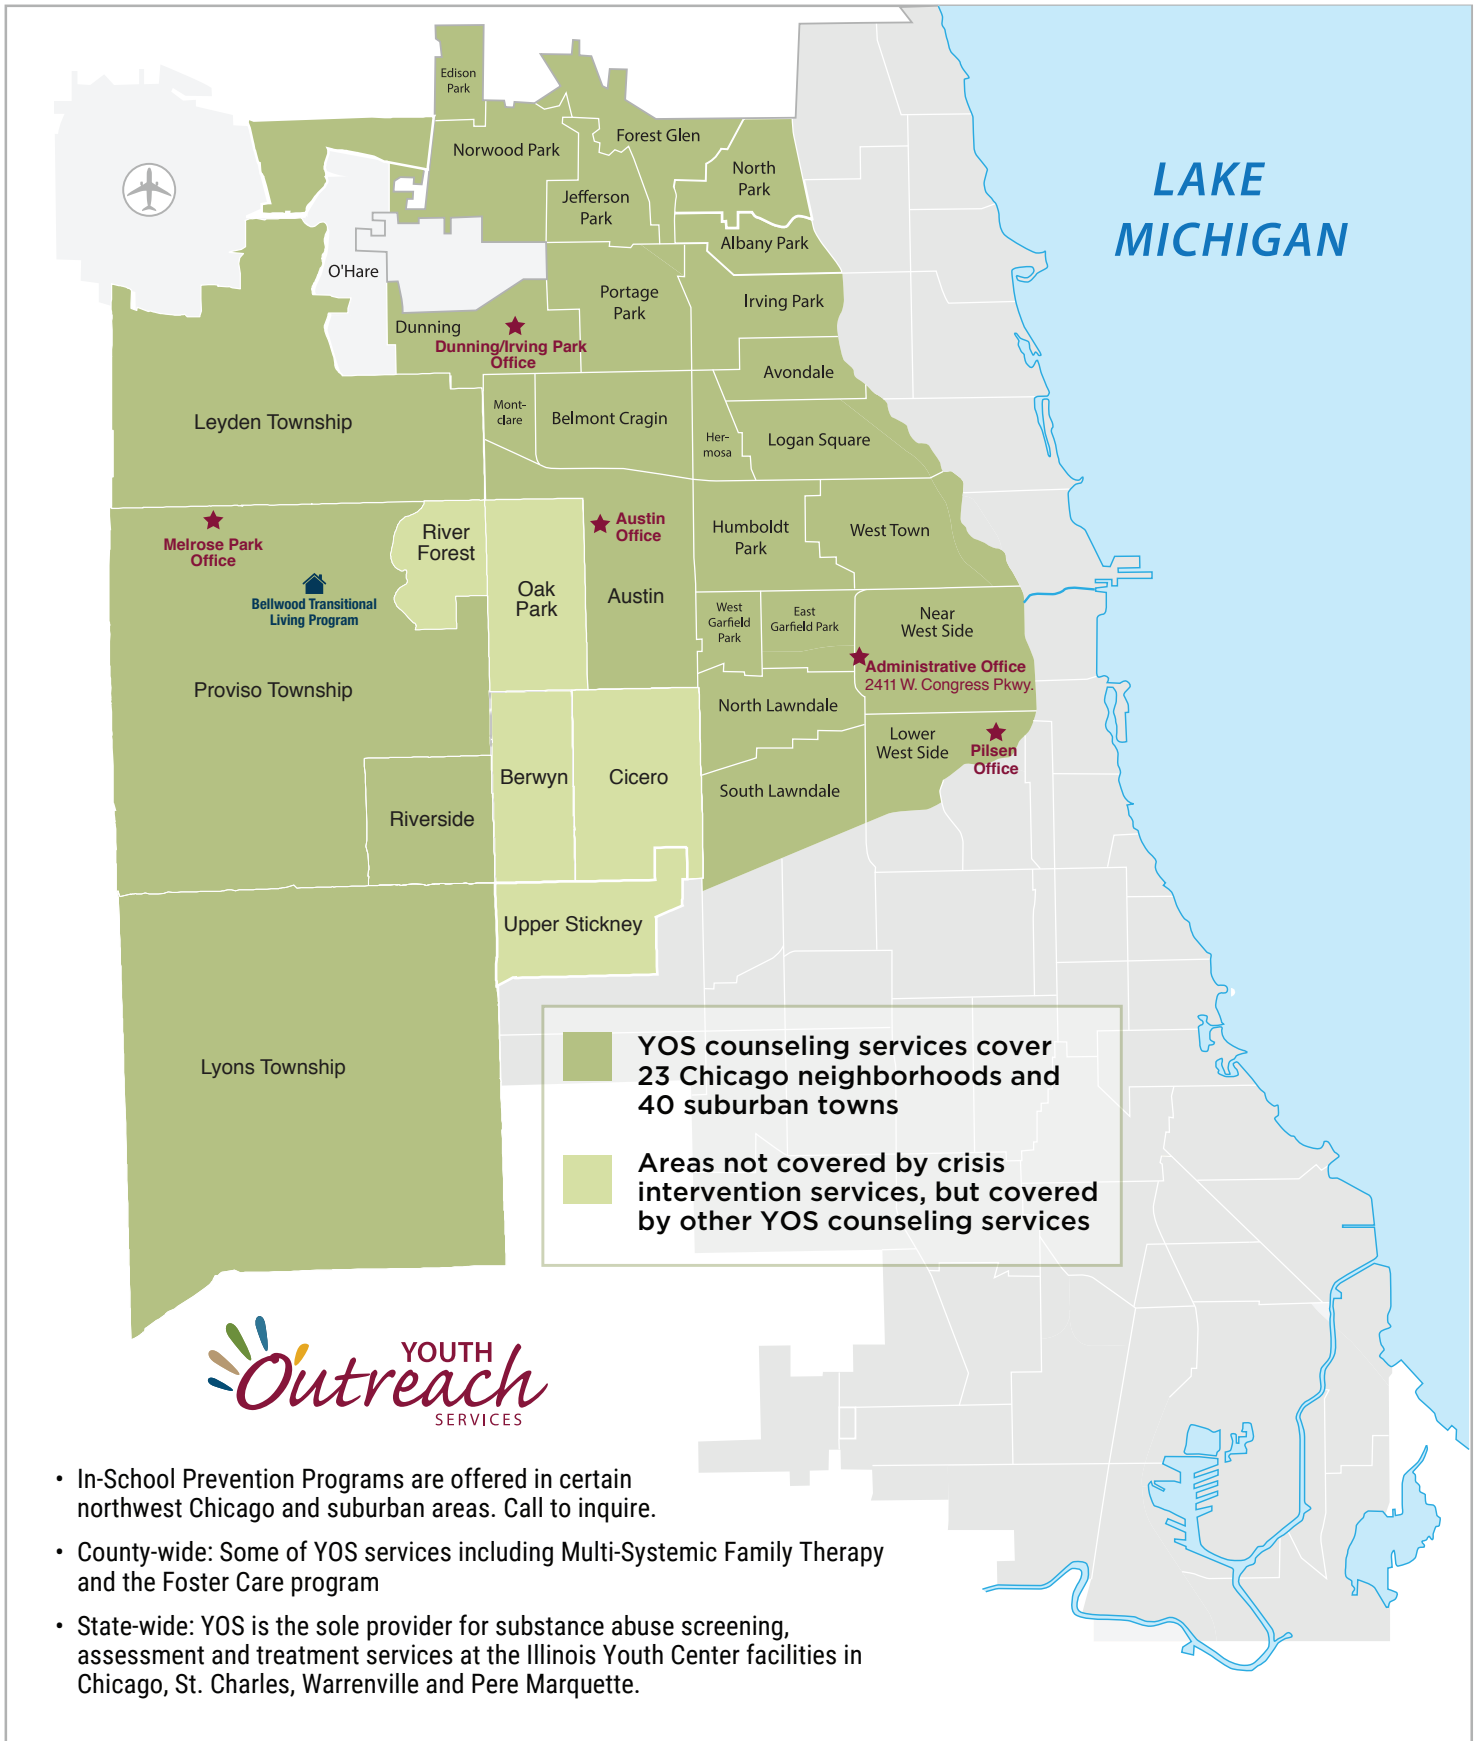 LAKE
MICHIGAN
Edison
Park
Norwood Park
Forest Glen
North
Park
Jefferson
Park
Albany Park
O'Hare
Portage
Park
Irving Park
Dunning
Dunning/Irving Park
Office
Avondale
Leyden Township
Mont-
clare
Belmont Cragin
Her-
mosa
Logan Square
Melrose Park
Office
River
Forest
Austin
Office
Humboldt
Park
West Town
Bellwood Transitional
Living Program
Oak
Park
Austin
West
Garfield
Park
East
Garfield Park
Near
West Side
Administrative Office
2411 W. Congress Pkwy.
Proviso Township
North Lawndale
Lower
West Side
Pilsen
Office
Berwyn
Cicero
South Lawndale
Riverside
Upper Stickney
Lyons Township
YOS counseling services cover
23 Chicago neighborhoods and
40 suburban towns
Areas not covered by crisis
intervention services, but covered
by other YOS counseling services
YOUTH
Outreach
SERVICES
• In-School Prevention Programs are offered in certain
northwest Chicago and suburban areas. Call to inquire.
• County-wide: Some of YOS services including Multi-Systemic Family Therapy
and the Foster Care program
• State-wide: YOS is the sole provider for substance abuse screening,
assessment and treatment services at the Illinois Youth Center facilities in
Chicago, St. Charles, Warrenville and Pere Marquette.